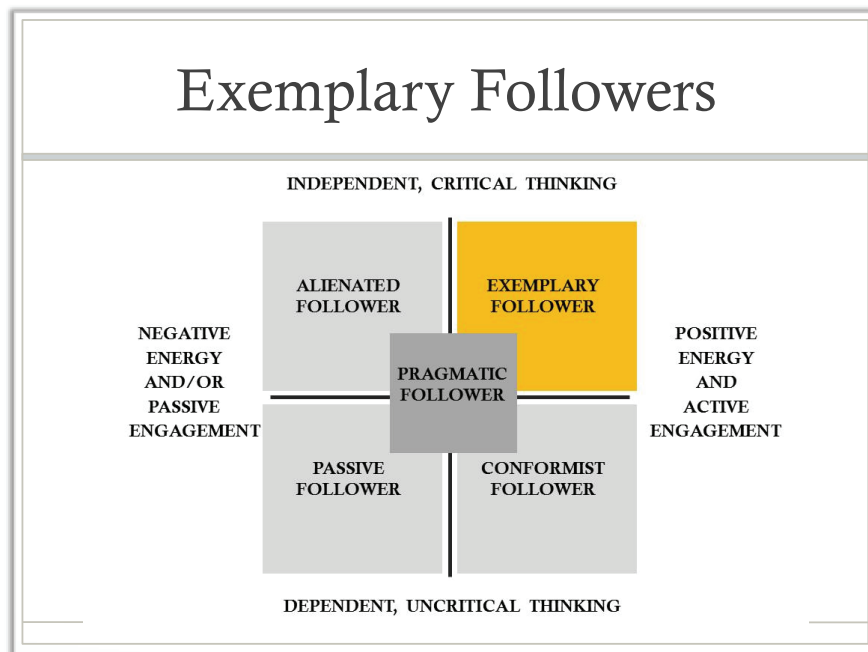 Exemplary Followers
INDEPENDENT, CRITICAL THINKING
ALIENATED
FOLLOWER
EXEMPLARY
FOLLOWER
NEGATIVE
ENERGY
AND/OR
PASSIVE
ENGAGEMENT
PRAGMATIC
FOLLOWER
POSITIVE
ENERGY
AND
ACTIVE
ENGAGEMENT
PASSIVE
FOLLOWER
CONFORMIST
FOLLOWER
DEPENDENT, UNCRITICAL THINKING